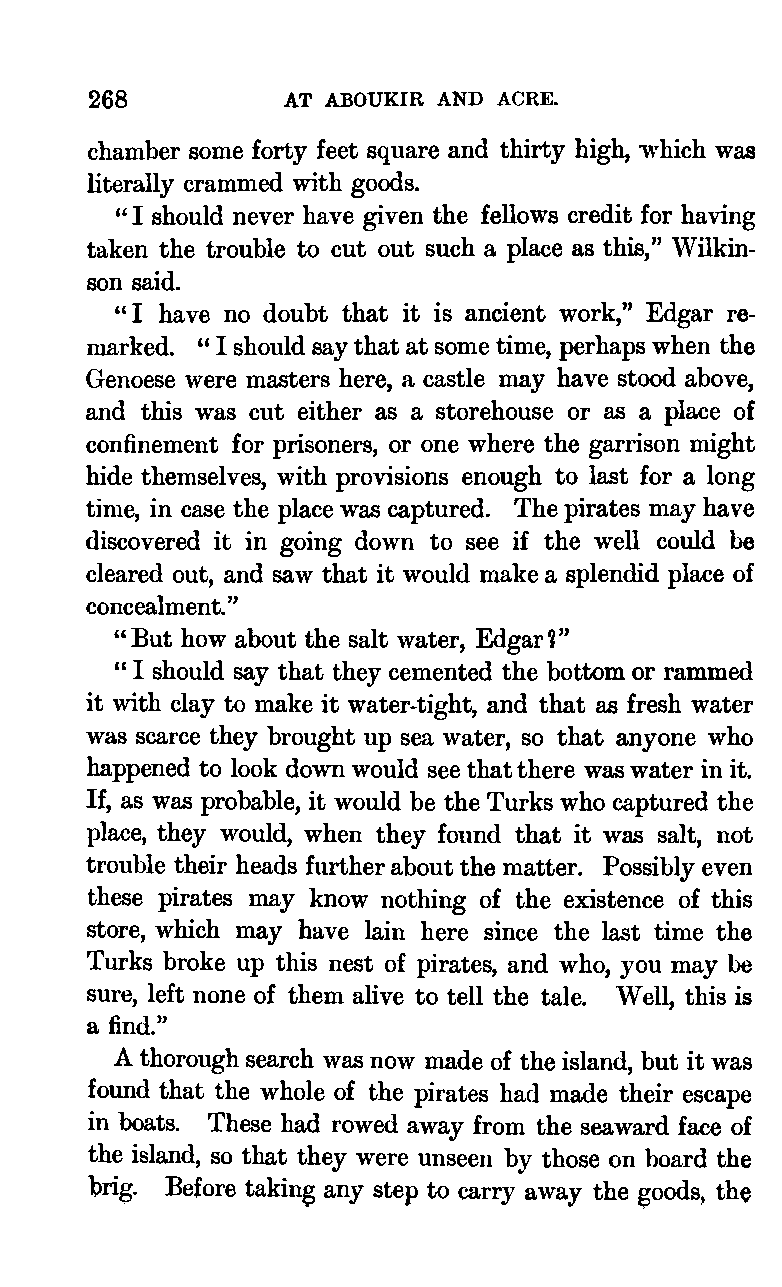 268 AT ABOUKIR AND ACRE.
chamber some forty feet square and thirty high, which was
literally crammed with goods.
“I should never have given the fellows credit for having
taken the trouble to cut out such a place as this,” Wilkin-
son said.
“I have no doubt that it is ancient work,” Edgar re-
marked. “I should say that at some time, perhaps when the
Genoese were masters here, a castle may have stood above,
and this was cut either as a storehouse or as a place of
confinement for prisoners, or one where the garrison might
hide themselves, with provisions enough to last for a long
time, in case the place was captured. The pirates may have
discovered it in going down to see if the well could be
cleared out, and saw that it would make a splendid place of
concealment.”
“But how about the salt water, Edgar?”
“I should say that they cemented the bottom or rammed
it with clay to make it water-tight, and that as fresh water
was scarce they brought up sea water, so that anyone who
happened to look down would see that there was water in it.
If, as was probable, it would be the Turks who captured the
place, they would, when they found that it was salt, not
trouble their heads further about the matter. Possibly even
these pirates may know nothing of the existence of this
store, which may have lain here since the last time the
Turks broke up this nest of pirates, and who, you may be
sure, left none of them alive to tell the tale. Well, this is
a find.”
A thorough search was now made of the island, but it was
found that the whole of the pirates had made their escape
in boats. These had rowed away from the seaward face of
the island, so that they were unseen by those on board the
brig. Before taking any step to carry away the goods, the